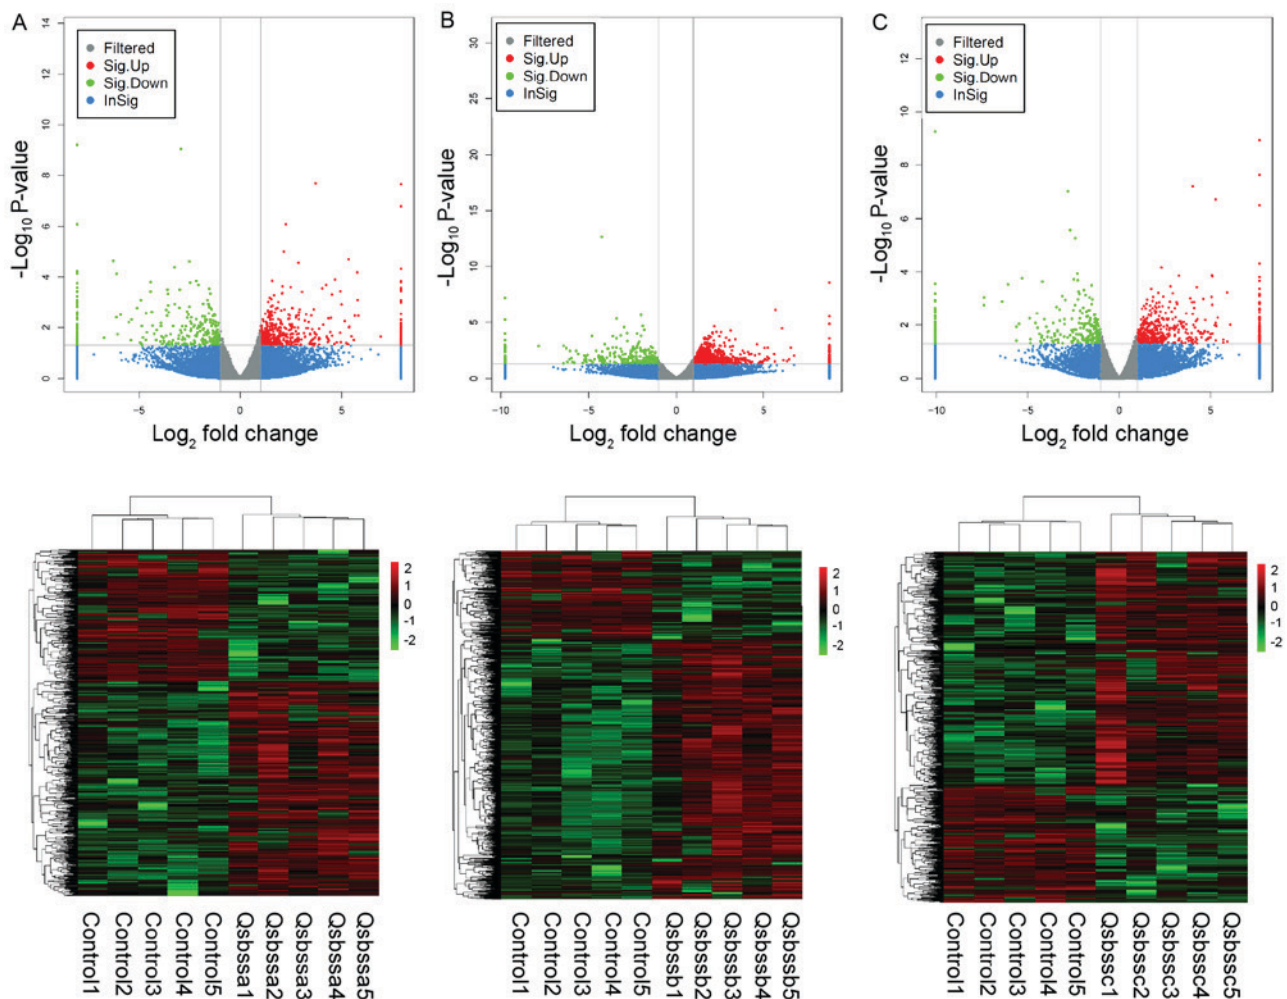 A
Filtered
Sig.Up
Sig.Down
InSig
14
12
10
8
6
4
2
0
-Log10 P-value
−5
0
5
Log2 fold change
B
Filtered
Sig.Up
Sig.Down
InSig
30
25
20
15
10
5
0
-Log10 P-value
−10
−5
0
5
Log2 fold change
C
Filtered
Sig.Up
Sig.Down
InSig
12
10
8
6
4
2
0
-Log10 P-value
−10
−5
0
5
Log2 fold change
2
1
0
-1
-2
Control1
Control2
Control3
Control4
Control5
Qsbssa1
Qsbssa2
Qsbssa3
Qsbssa4
Qsbssa5
2
1
0
-1
-2
Control1
Control2
Control3
Control4
Control5
Qsbssb1
Qsbssb2
Qsbssb3
Qsbssb4
Qsbssb5
2
1
0
-1
-2
Control1
Control2
Control3
Control4
Control5
Qsbssc1
Qsbssc2
Qsbssc3
Qsbssc4
Qsbssc5